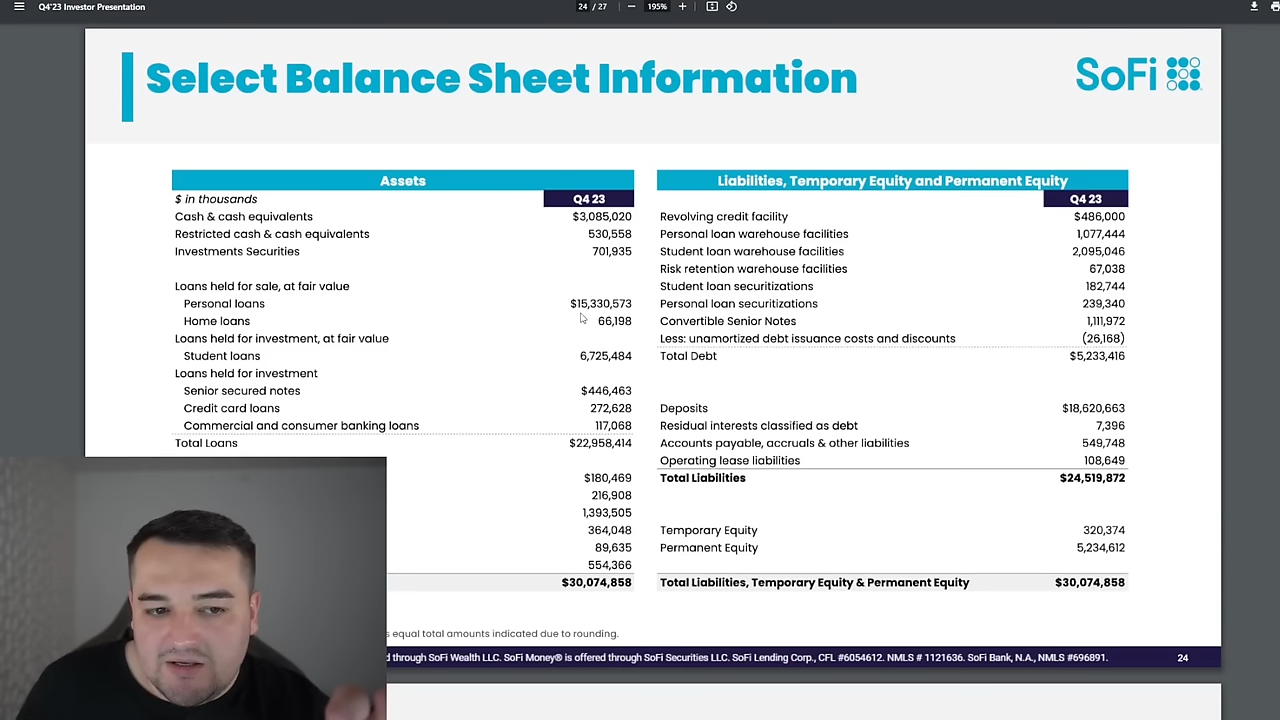 Q4'23 Investor Presentation
24 / 27
195%
Select Balance Sheet Information
SoFi
Assets
$ in thousands Q4 23
Cash & cash equivalents $3,085,020
Restricted cash & cash equivalents 530,558
Investments Securities 701,935
Loans held for sale, at fair value
Personal loans $15,330,573
Home loans 66,198
Loans held for investment, at fair value
Student loans 6,725,484
Loans held for investment
Senior secured notes $446,463
Credit card loans 272,628
Commercial and consumer banking loans 117,068
Total Loans $22,958,414
$180,469
216,908
1,393,505
364,048
89,635
554,366
$30,074,858
Liabilities, Temporary Equity and Permanent Equity
Q4 23
Revolving credit facility $486,000
Personal loan warehouse facilities 1,077,444
Student loan warehouse facilities 2,095,046
Risk retention warehouse facilities 67,038
Student loan securitizations 182,744
Personal loan securitizations 239,340
Convertible Senior Notes 1,111,972
Less: unamortized debt issuance costs and discounts (26,168)
Total Debt $5,233,416
Deposits $18,620,663
Residual interests classified as debt 7,396
Accounts payable, accruals & other liabilities 549,748
Operating lease liabilities 108,649
Total Liabilities $24,519,872
Temporary Equity 320,374
Permanent Equity 5,234,612
Total Liabilities, Temporary Equity & Permanent Equity $30,074,858
equal total amounts indicated due to rounding.
through SoFi Wealth LLC. SoFi Money® is offered through SoFi Securities LLC. SoFi Lending Corp., CFL #6054612. NMLS # 1121636. SoFi Bank, N.A., NMLS #696891.
24